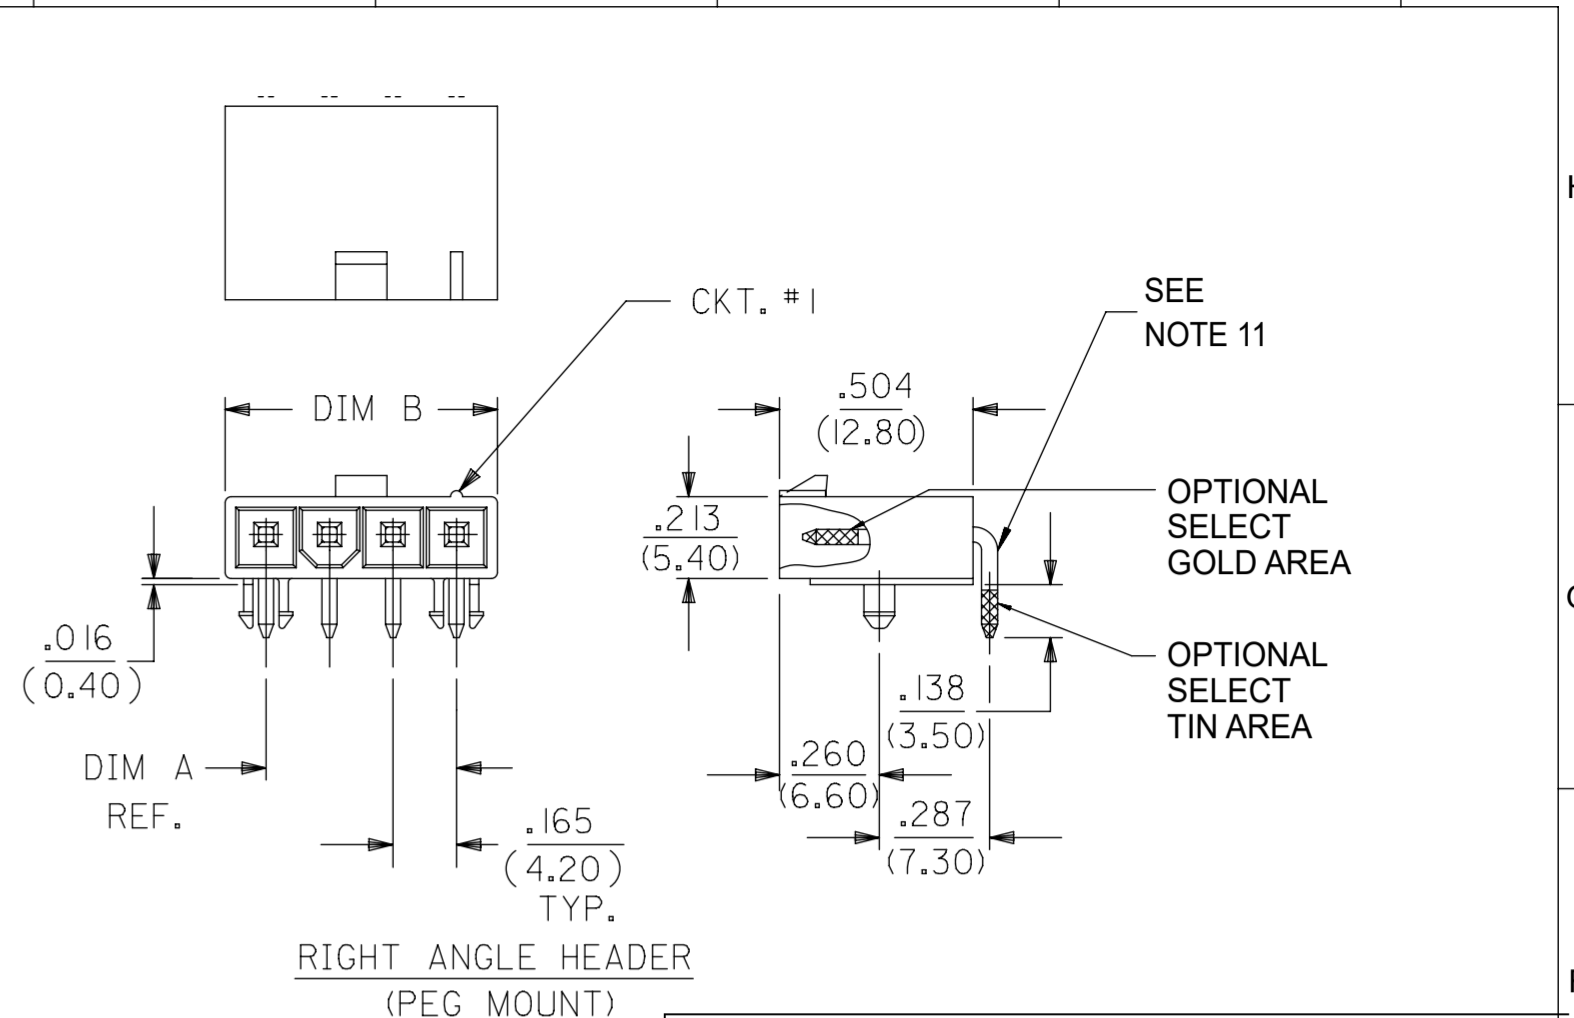 -- -- -- --
CKT. #1
SEE
NOTE 11
DIM B
.504
(12.80)
.213
(5.40)
OPTIONAL
SELECT
GOLD AREA
.016
(0.40)
OPTIONAL
SELECT
TIN AREA
.138
(3.50)
DIM A
REF.
.260
(6.60)
.165
(4.20)
TYP.
.287
(7.30)
RIGHT ANGLE HEADER
(PEG MOUNT)